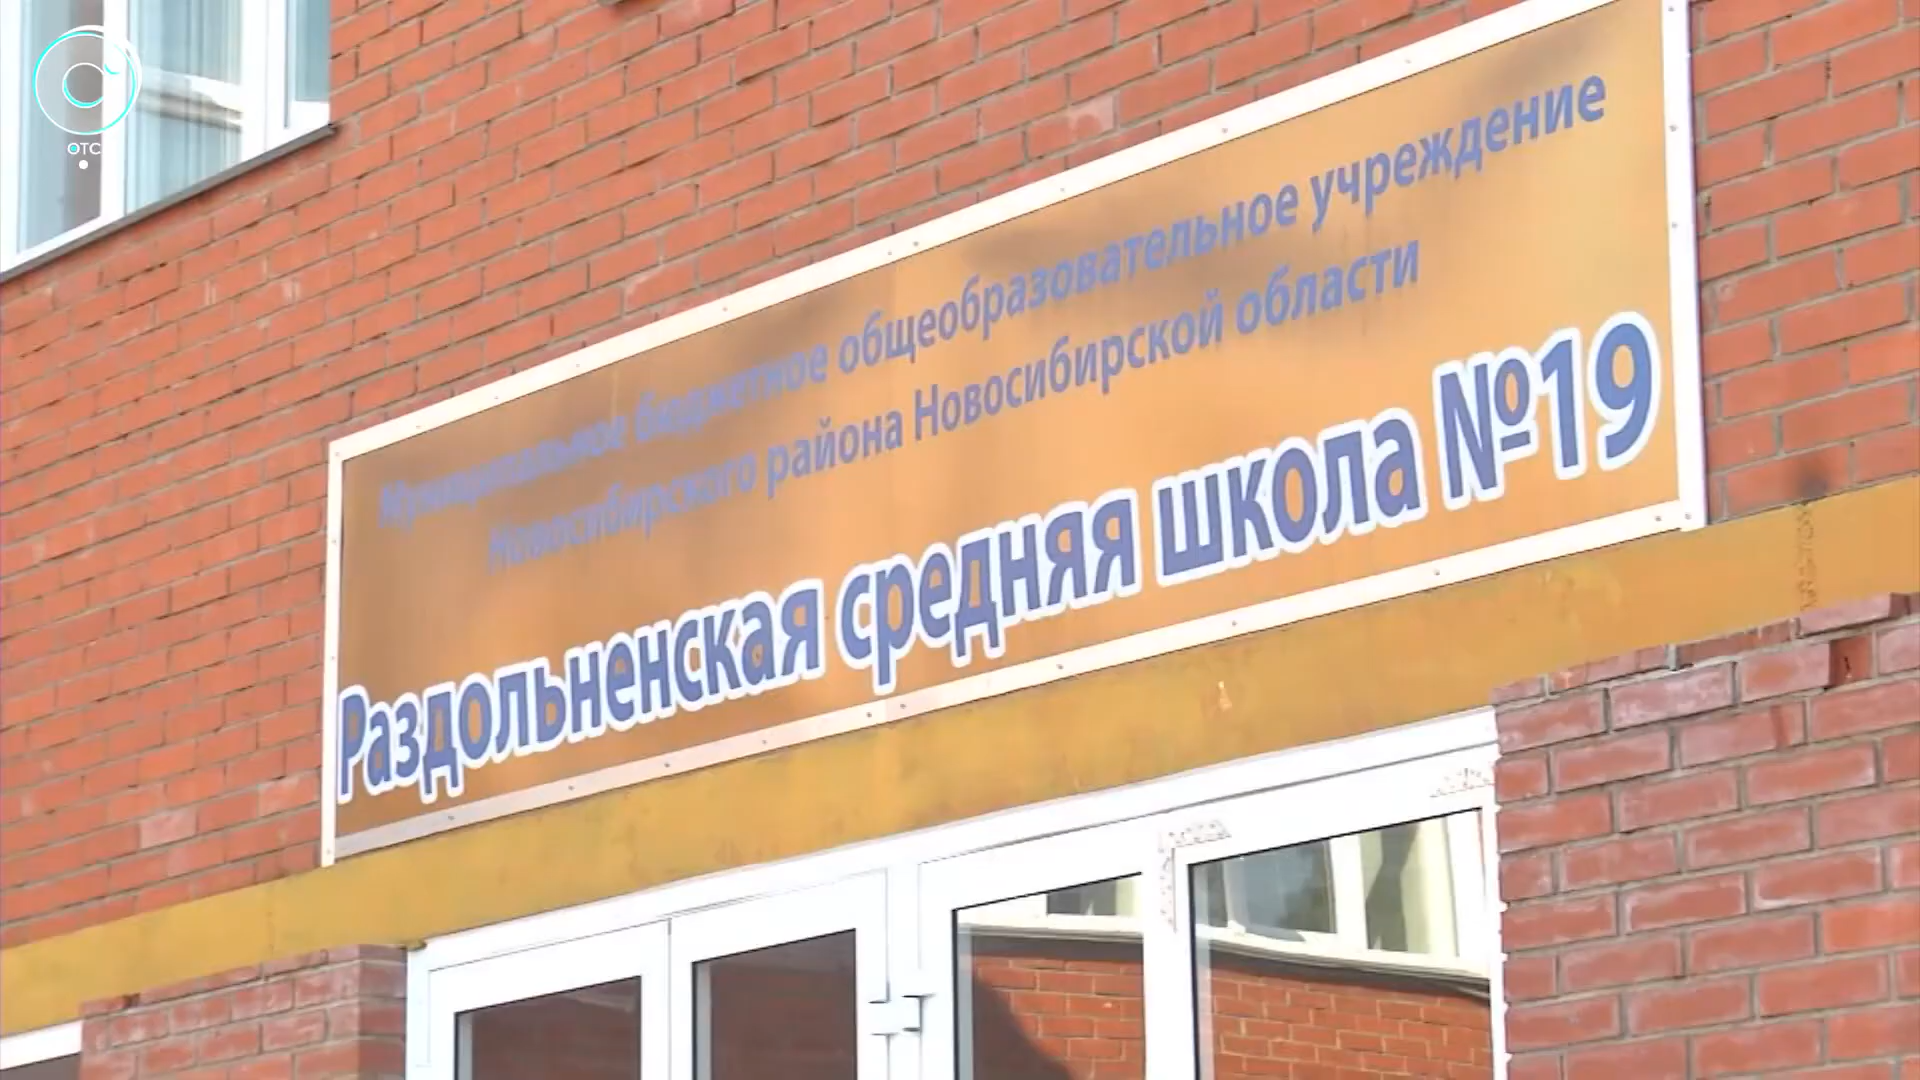 ОТС
Муниципальное бюджетное общеобразовательное учреждение
Новосибирского района Новосибирской области
Раздольненская средняя школа №19